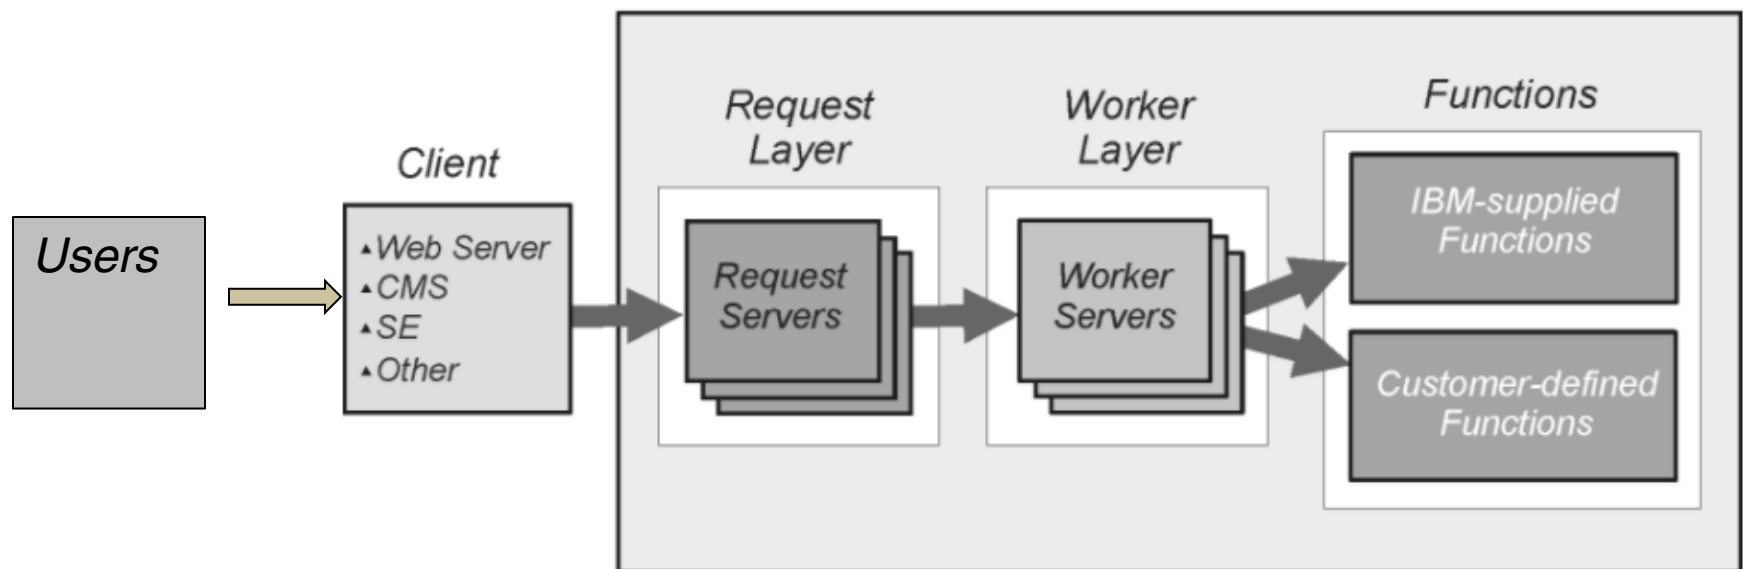 Users
Client
Web Server
CMS
SE
Other
Request
Layer
Request
Servers
Worker
Layer
Worker
Servers
Functions
IBM-supplied
Functions
Customer-defined
Functions